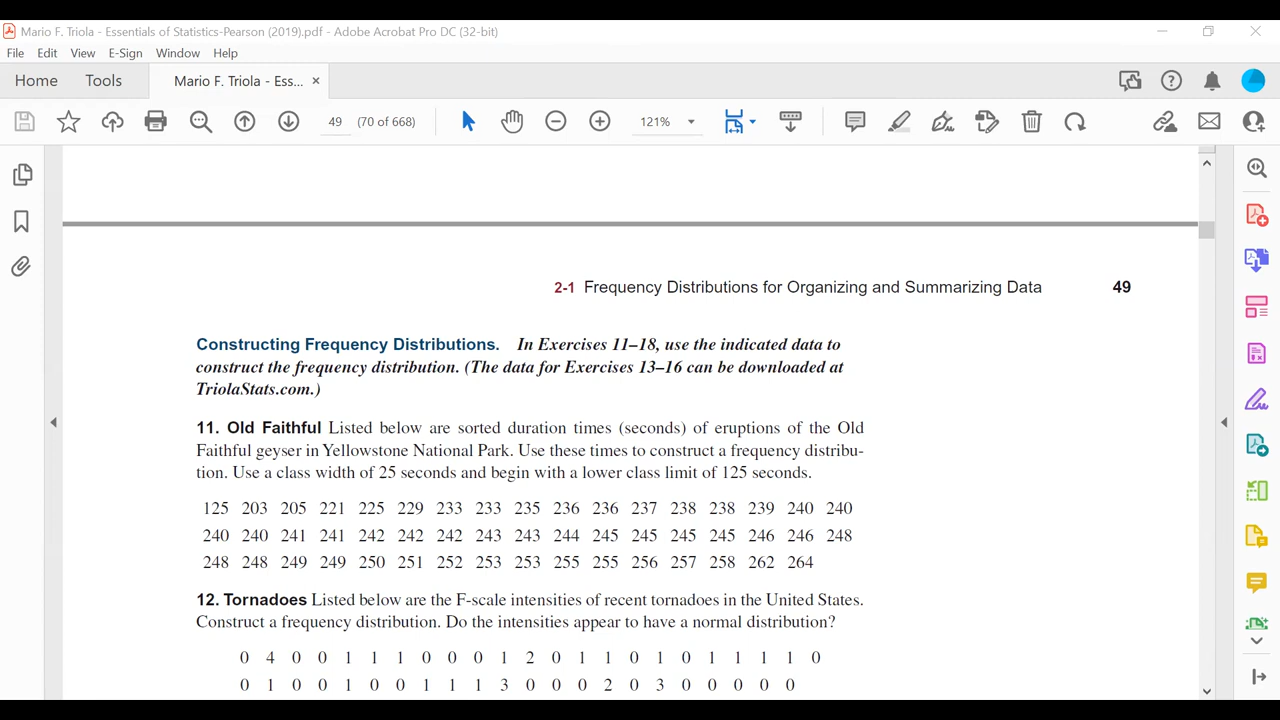 Mario F. Triola - Essentials of Statistics-Pearson (2019).pdf - Adobe Acrobat Pro DC (32-bit)
File Edit View E-Sign Window Help
Home Tools Mario F. Triola - Ess... ×
49 (70 of 668) 121%
2-1 Frequency Distributions for Organizing and Summarizing Data 49
Constructing Frequency Distributions. In Exercises 11–18, use the indicated data to
construct the frequency distribution. (The data for Exercises 13–16 can be downloaded at
TriolaStats.com.)
11. Old Faithful Listed below are sorted duration times (seconds) of eruptions of the Old
Faithful geyser in Yellowstone National Park. Use these times to construct a frequency distribu-
tion. Use a class width of 25 seconds and begin with a lower class limit of 125 seconds.
125 203 205 221 225 229 233 233 235 236 236 237 238 238 239 240 240
240 240 241 241 242 242 242 243 243 244 245 245 245 245 246 246 248
248 248 249 249 250 251 252 253 253 255 255 256 257 258 262 264
12. Tornadoes Listed below are the F-scale intensities of recent tornadoes in the United States.
Construct a frequency distribution. Do the intensities appear to have a normal distribution?
0 4 0 0 1 1 1 0 0 0 1 2 0 1 1 0 1 0 1 1 1 1 0
0 1 0 0 1 0 0 1 1 1 3 0 0 0 2 0 3 0 0 0 0 0